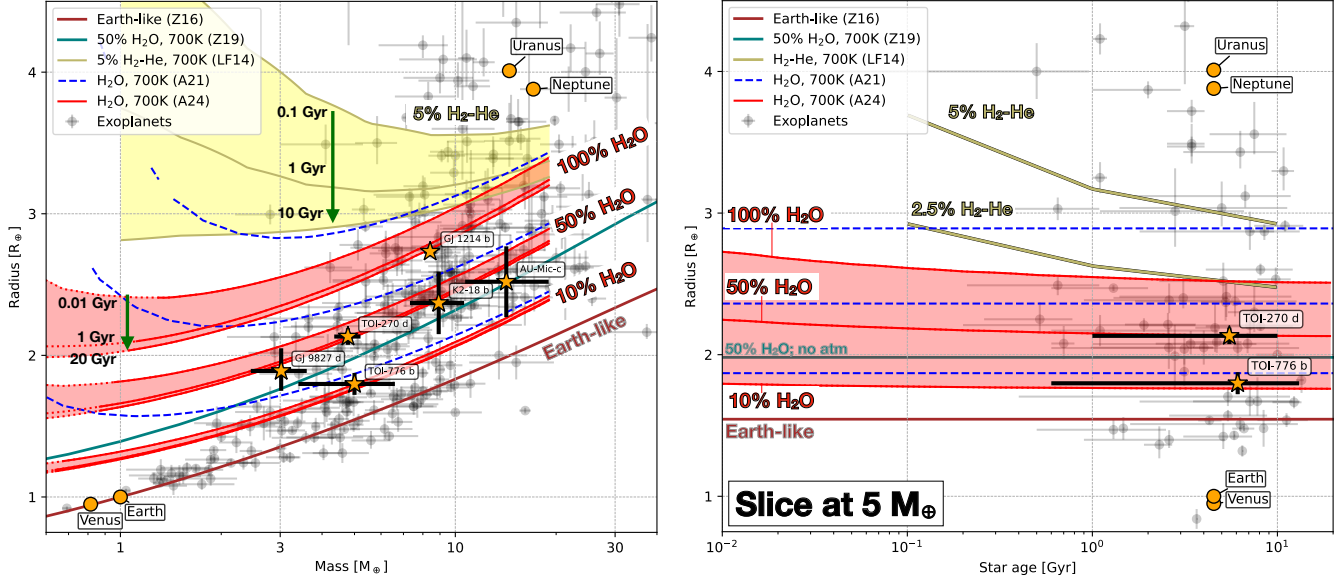 Earth-like (Z16)
50% H₂O, 700K (Z19)
5% H₂-He, 700K (LF14)
H₂O, 700K (A21)
H₂O, 700K (A24)
Exoplanets
Uranus
Neptune
0.1 Gyr
1 Gyr
10 Gyr
5% H₂-He
100% H₂O
50% H₂O
10% H₂O
Earth-like
0.01 Gyr
1 Gyr
20 Gyr
GJ 1214 b
AU-Mic-c
K2-18 b
TOI-270 d
GJ 9827 d
TOI-776 b
Venus
Earth
4
3
2
1
Radius [R⊕]
1
3
10
30
Mass [M⊕]
Earth-like (Z16)
50% H₂O, 700K (Z19)
H₂-He, 700K (LF14)
H₂O, 700K (A21)
H₂O, 700K (A24)
Exoplanets
Uranus
Neptune
5% H₂-He
2.5% H₂-He
100% H₂O
50% H₂O
TOI-270 d
50% H₂O; no atm
TOI-776 b
10% H₂O
Earth-like
Earth
Venus
Slice at 5 M⊕
4
3
2
1
Radius [R⊕]
10⁻²
10⁻¹
10⁰
10¹
Star age [Gyr]